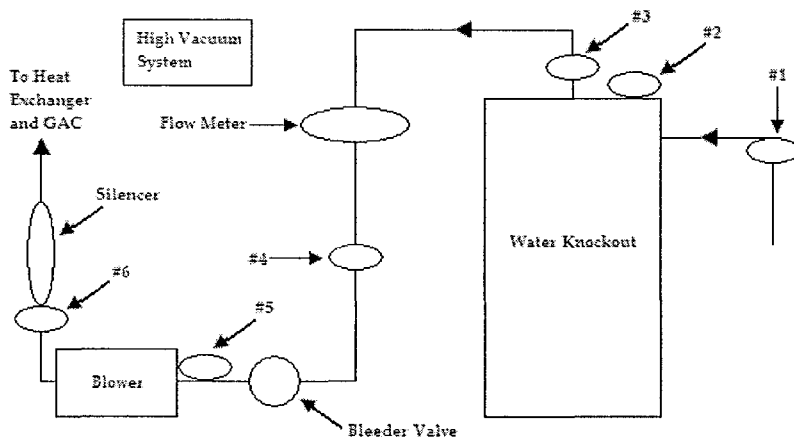 High Vacuum
System
#3
#2
#1
To Heat
Exchanger
and GAC
Flow Meter
Silencer
#4
Water Knockout
#6
#5
Blower
Bleeder Valve